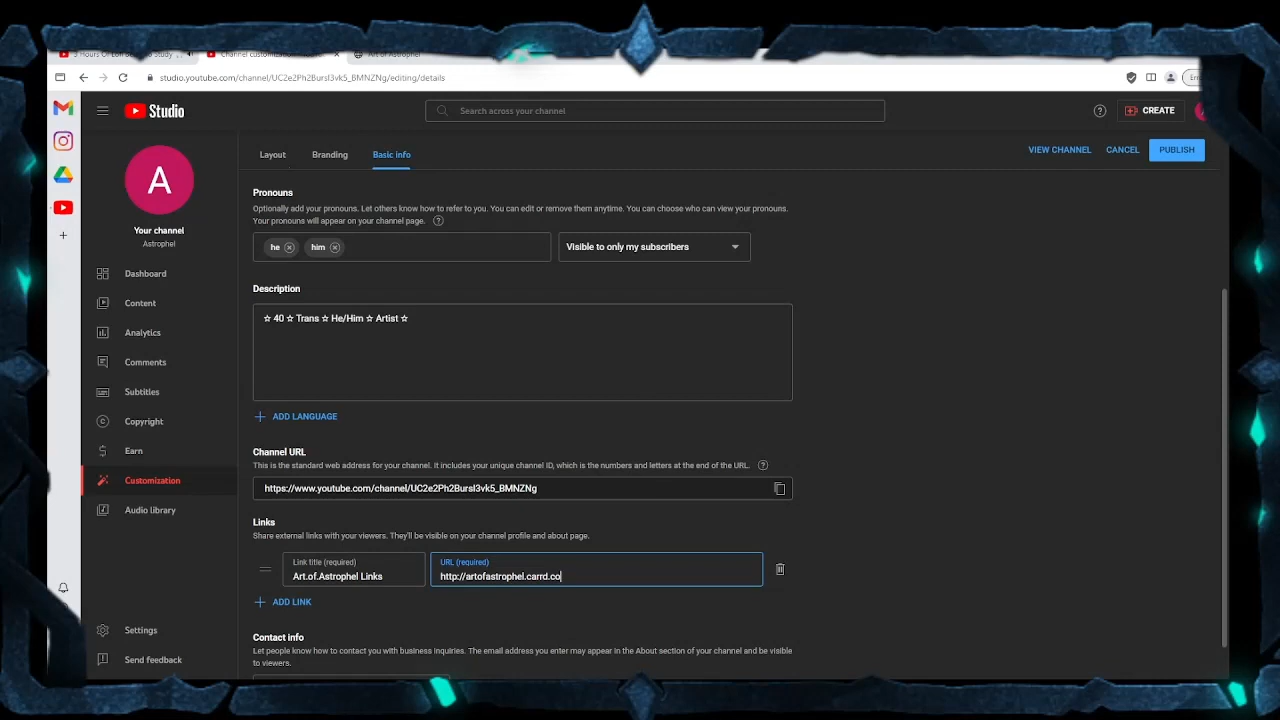 Channel customization
Art of Astrophel
studio.youtube.com/channel/UC2e2Ph2BursI3vk5_BMNZNg/editing/details
Studio
Search across your channel
CREATE
A
Your channel
Astrophel
Dashboard
Content
Analytics
Comments
Subtitles
Copyright
Earn
Customization
Audio library
Settings
Send feedback
Layout
Branding
Basic info
VIEW CHANNEL
CANCEL
PUBLISH
Pronouns
Optionally add your pronouns. Let others know how to refer to you. You can edit or remove them anytime. You can choose who can view your pronouns.
Your pronouns will appear on your channel page.
he
him
Visible to only my subscribers
Description
☆ 40 ☆ Trans ☆ He/Him ☆ Artist ☆
ADD LANGUAGE
Channel URL
This is the standard web address for your channel. It includes your unique channel ID, which is the numbers and letters at the end of the URL.
https://www.youtube.com/channel/UC2e2Ph2BursI3vk5_BMNZNg
Links
Share external links with your viewers. They'll be visible on your channel profile and about page.
Link title (required)
Art.of.Astrophel Links
URL (required)
http://artofastrophel.carrd.co
ADD LINK
Contact info
Let people know how to contact you with business inquiries. The email address you enter may appear in the About section of your channel and be visible
to viewers.